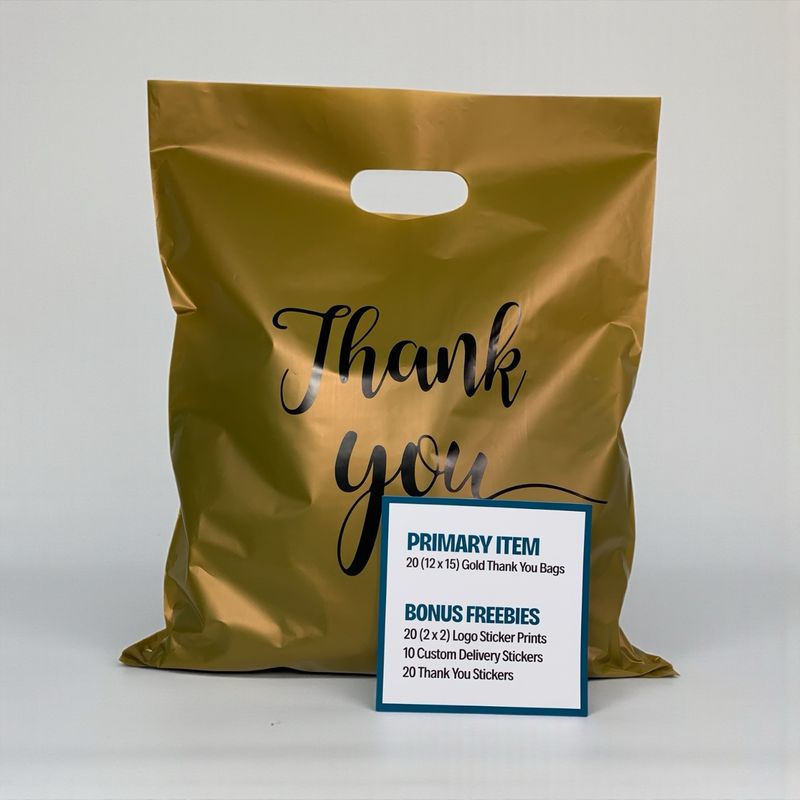 Thank
you
PRIMARY ITEM
20 (12 x 15) Gold Thank You Bags
BONUS FREEBIES
20 (2 x 2) Logo Sticker Prints
10 Custom Delivery Stickers
20 Thank You Stickers